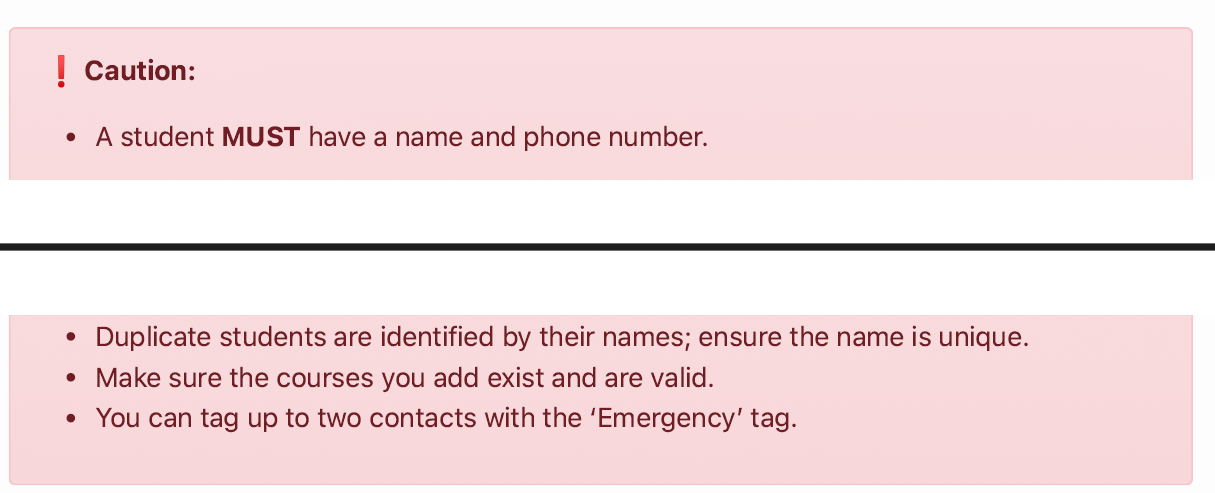 ❗ Caution:
• A student MUST have a name and phone number.
• Duplicate students are identified by their names; ensure the name is unique.
• Make sure the courses you add exist and are valid.
• You can tag up to two contacts with the ‘Emergency’ tag.